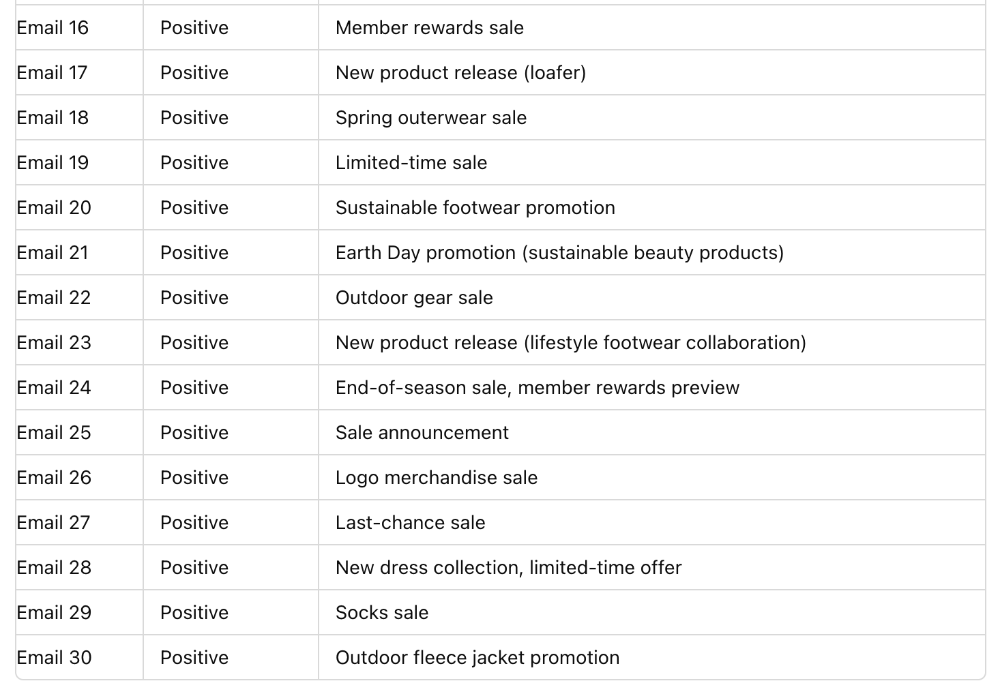 Email 16 Positive Member rewards sale
Email 17 Positive New product release (loafer)
Email 18 Positive Spring outerwear sale
Email 19 Positive Limited-time sale
Email 20 Positive Sustainable footwear promotion
Email 21 Positive Earth Day promotion (sustainable beauty products)
Email 22 Positive Outdoor gear sale
Email 23 Positive New product release (lifestyle footwear collaboration)
Email 24 Positive End-of-season sale, member rewards preview
Email 25 Positive Sale announcement
Email 26 Positive Logo merchandise sale
Email 27 Positive Last-chance sale
Email 28 Positive New dress collection, limited-time offer
Email 29 Positive Socks sale
Email 30 Positive Outdoor fleece jacket promotion